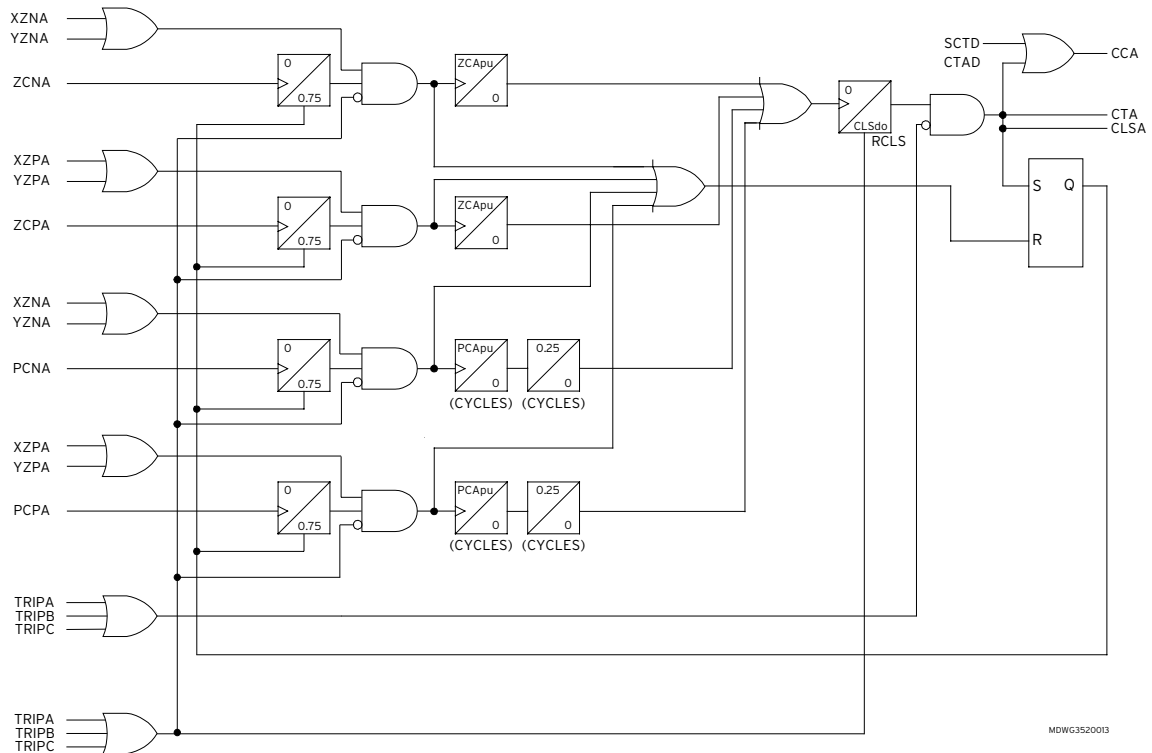 XZNA
YZNA
ZCNA
0
0.75
ZCApu
0
SCTD
CTAD
CCA
0
CLSdo
RCLS
CTA
CLSA
XZPA
YZPA
ZCPA
0
0.75
ZCApu
0
S
Q
R
XZNA
YZNA
PCNA
0
0.75
PCApu
0
0.25
0
(CYCLES) (CYCLES)
XZPA
YZPA
PCPA
0
0.75
PCApu
0
0.25
0
(CYCLES) (CYCLES)
TRIPA
TRIPB
TRIPC
TRIPA
TRIPB
TRIPC
MDWG3520013